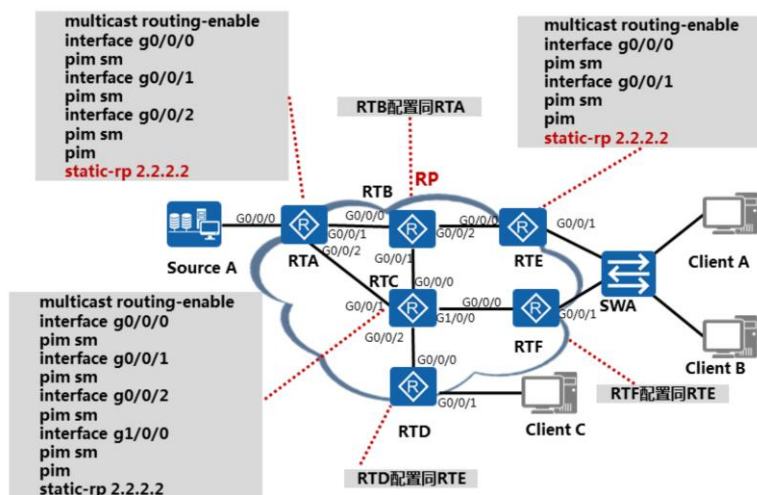 multicast routing-enable
interface g0/0/0
pim sm
interface g0/0/1
pim sm
interface g0/0/2
pim sm
pim
static-rp 2.2.2.2
multicast routing-enable
interface g0/0/0
pim sm
interface g0/0/1
pim sm
pim
static-rp 2.2.2.2
RTB配置同RTA
RTB
RP
G0/0/0
G0/0/0
G0/0/1
G0/0/2
G0/0/2
G0/0/0
G0/0/1
G0/0/1
Source A
RTA
RTE
Client A
RTC
G0/0/0
SWA
multicast routing-enable
interface g0/0/0
pim sm
interface g0/0/1
pim sm
interface g0/0/2
pim sm
interface g1/0/0
pim sm
pim
static-rp 2.2.2.2
G0/0/1
G1/0/0
G0/0/0
G0/0/1
G0/0/2
RTF
Client B
G0/0/0
RTF配置同RTE
G0/0/1
RTD
Client C
RTD配置同RTE